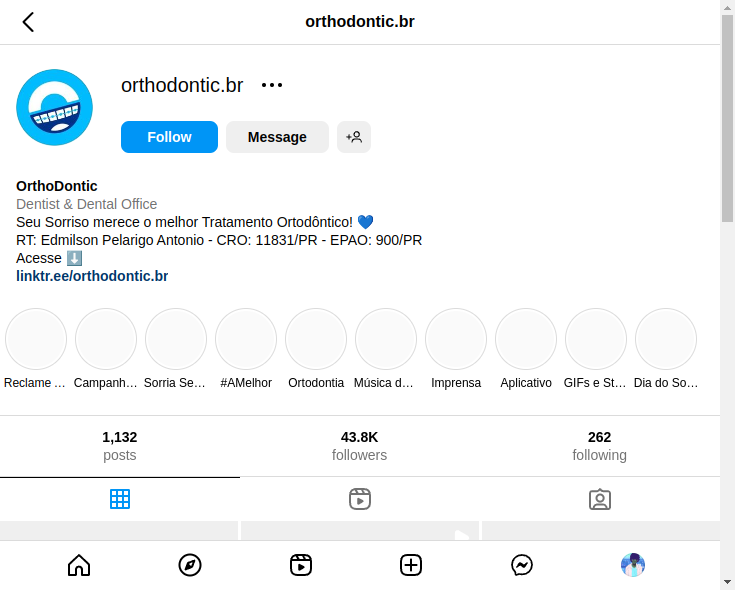 orthodontic.br
orthodontic.br
Follow
Message
OrthoDontic
Dentist & Dental Office
Seu Sorriso merece o melhor Tratamento Ortodôntico! 💙
RT: Edmilson Pelarigo Antonio - CRO: 11831/PR - EPAO: 900/PR
Acesse ⬇️
linktr.ee/orthodontic.br
Reclame ... Campanh... Sorria Se... #AMelhor Ortodontia Música d... Imprensa Aplicativo GIFs e St... Dia do So...
1,132 43.8K 262
posts followers following